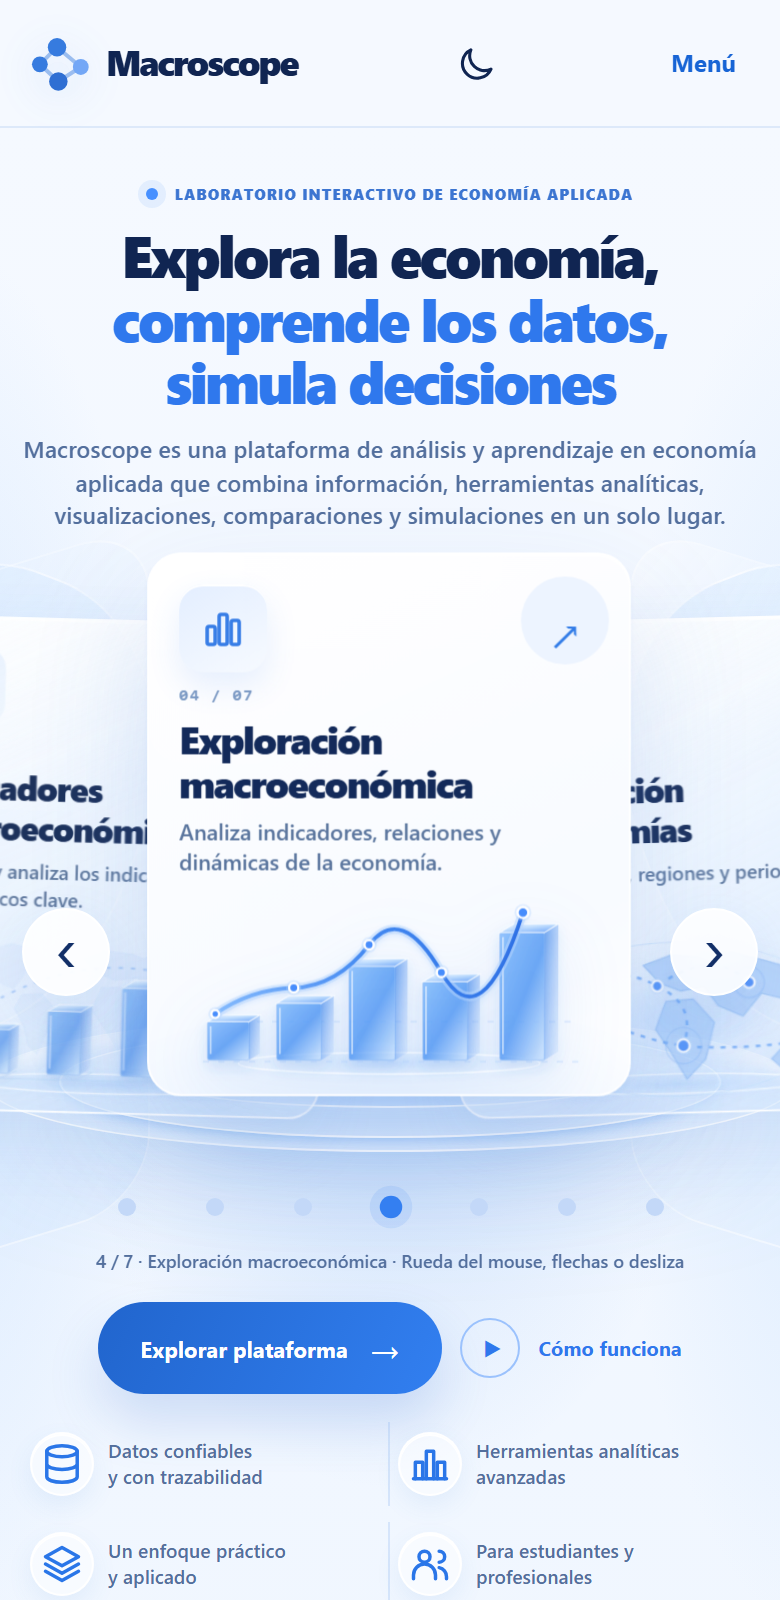 Macroscope
Menú
LABORATORIO INTERACTIVO DE ECONOMÍA APLICADA
Explora la economía,
comprende los datos,
simula decisiones
Macroscope es una plataforma de análisis y aprendizaje en economía
aplicada que combina información, herramientas analíticas,
visualizaciones, comparaciones y simulaciones en un solo lugar.
04 / 07
Exploración
macroeconómica
Analiza indicadores, relaciones y
dinámicas de la economía.
4 / 7 · Exploración macroeconómica · Rueda del mouse, flechas o desliza
Explorar plataforma →
Cómo funciona
Datos confiables
y con trazabilidad
Herramientas analíticas
avanzadas
Un enfoque práctico
y aplicado
Para estudiantes y
profesionales